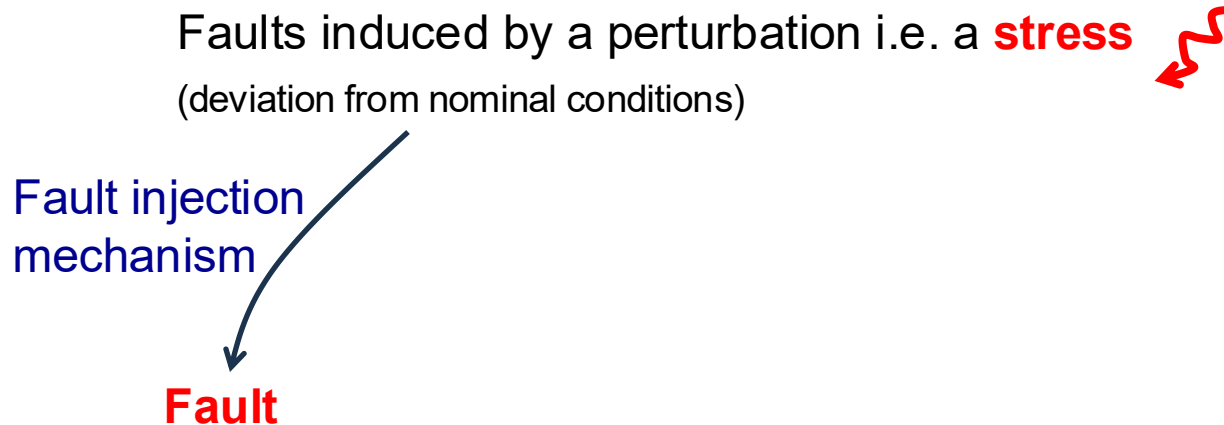 Faults induced by a perturbation i.e. a stress
(deviation from nominal conditions)
Fault injection
mechanism
Fault